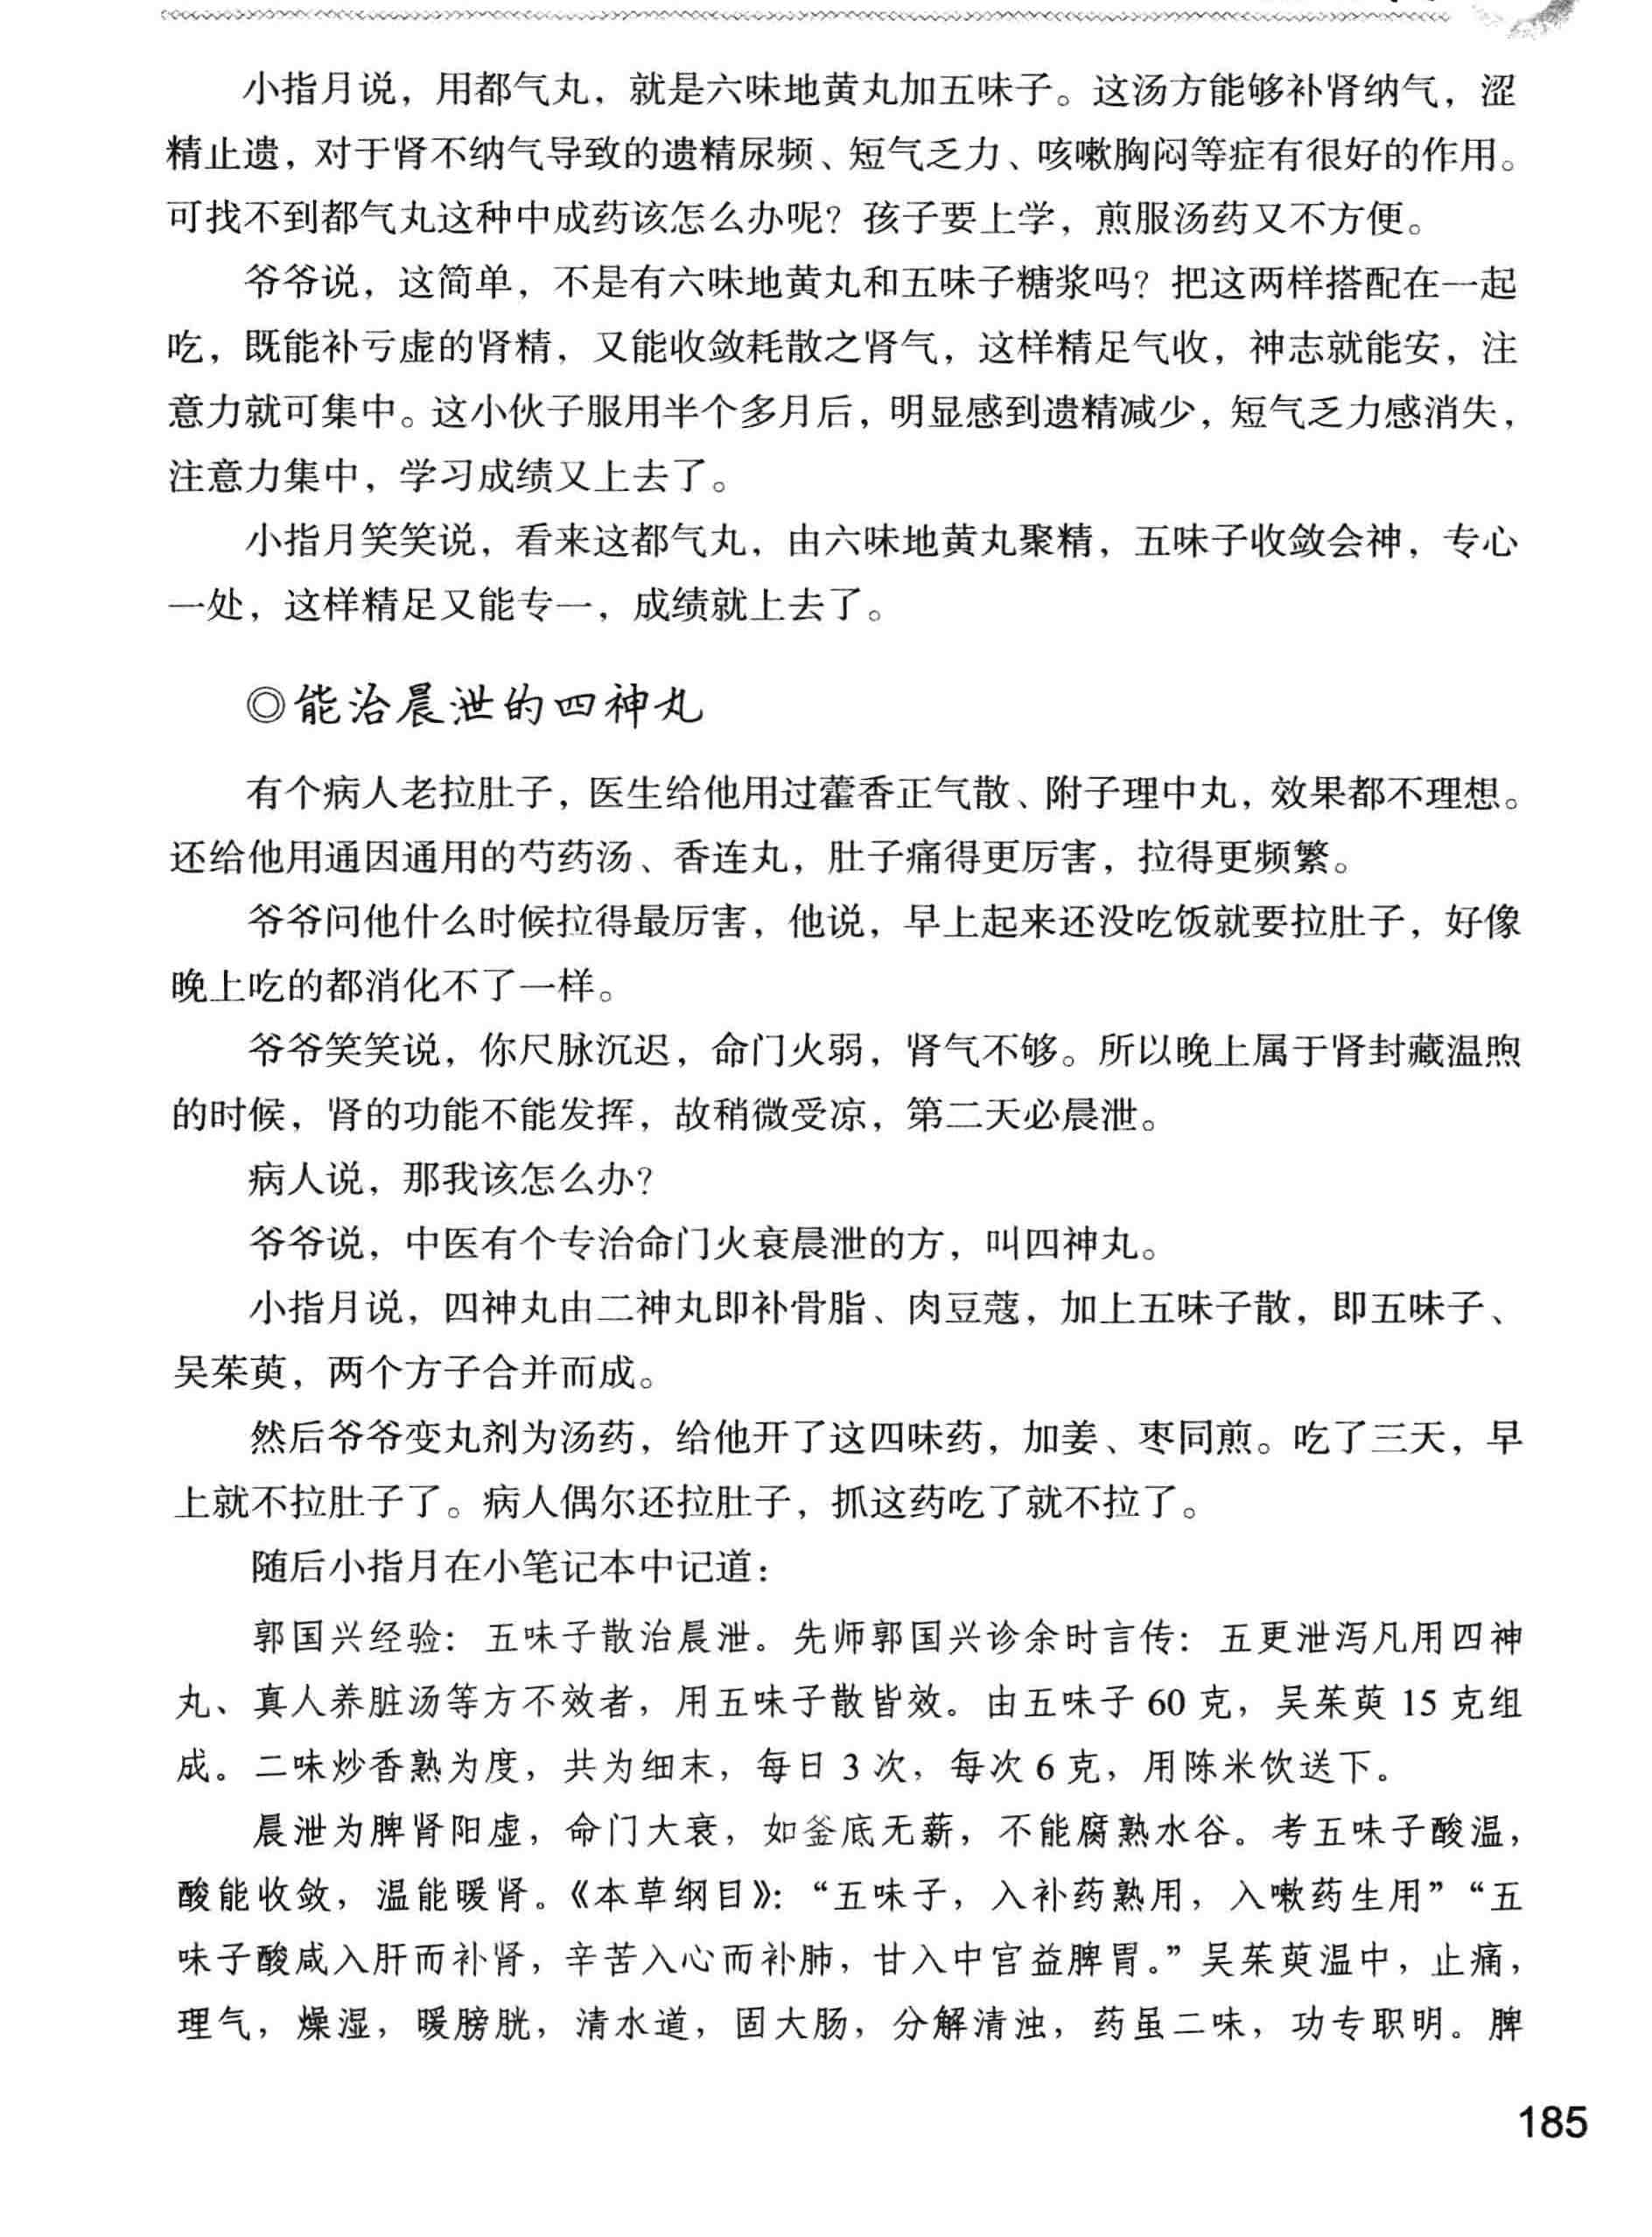 小指月说，用都气丸，就是六味地黄丸加五味子。这汤方能够补肾纳气，涩
精止遗，对于肾不纳气导致的遗精尿频、短气乏力、咳嗽胸闷等症有很好的作用。
可找不到都气丸这种中成药该怎么办呢？孩子要上学，煎服汤药又不方便。
爷爷说，这简单，不是有六味地黄丸和五味子糖浆吗？把这两样搭配在一起
吃，既能补亏虚的肾精，又能收敛耗散之肾气，这样精足气收，神志就能安，注
意力就可集中。这小伙子服用半个多月后，明显感到遗精减少，短气乏力感消失，
注意力集中，学习成绩又上去了。
小指月笑笑说，看来这都气丸，由六味地黄丸聚精，五味子收敛会神，专心
一处，这样精足又能专一，成绩就上去了。
◎能治晨泄的四神丸
有个病人老拉肚子，医生给他用过藿香正气散、附子理中丸，效果都不理想。
还给他用通因通用的芍药汤、香连丸，肚子痛得更厉害，拉得更频繁。
爷爷问他什么时候拉得最厉害，他说，早上起来还没吃饭就要拉肚子，好像
晚上吃的都消化不了一样。
爷爷笑笑说，你尺脉沉迟，命门火弱，肾气不够。所以晚上属于肾封藏温煦
的时候，肾的功能不能发挥，故稍微受凉，第二天必晨泄。
病人说，那我该怎么办？
爷爷说，中医有个专治命门火衰晨泄的方，叫四神丸。
小指月说，四神丸由二神丸即补骨脂、肉豆蔻，加上五味子散，即五味子、
吴茱萸，两个方子合并而成。
然后爷爷变丸剂为汤药，给他开了这四味药，加姜、枣同煎。吃了三天，早
上就不拉肚子了。病人偶尔还拉肚子，抓这药吃了就不拉了。
随后小指月在小笔记本中记道：
郭国兴经验：五味子散治晨泄。先师郭国兴诊余时言传：五更泄泻凡用四神
丸、真人养脏汤等方不效者，用五味子散皆效。由五味子 60 克，吴茱萸 15 克组
成。二味炒香熟为度，共为细末，每日 3 次，每次 6 克，用陈米饮送下。
晨泄为脾肾阳虚，命门大衰，如釜底无薪，不能腐熟水谷。考五味子酸温，
酸能收敛，温能暖肾。《本草纲目》：“五味子，入补药熟用，入嗽药生用”“五
味子酸咸入肝而补肾，辛苦入心而补肺，甘入中宫益脾胃。”吴茱萸温中，止痛，
理气，燥湿，暖膀胱，清水道，固大肠，分解清浊，药虽二味，功专职明。脾
185